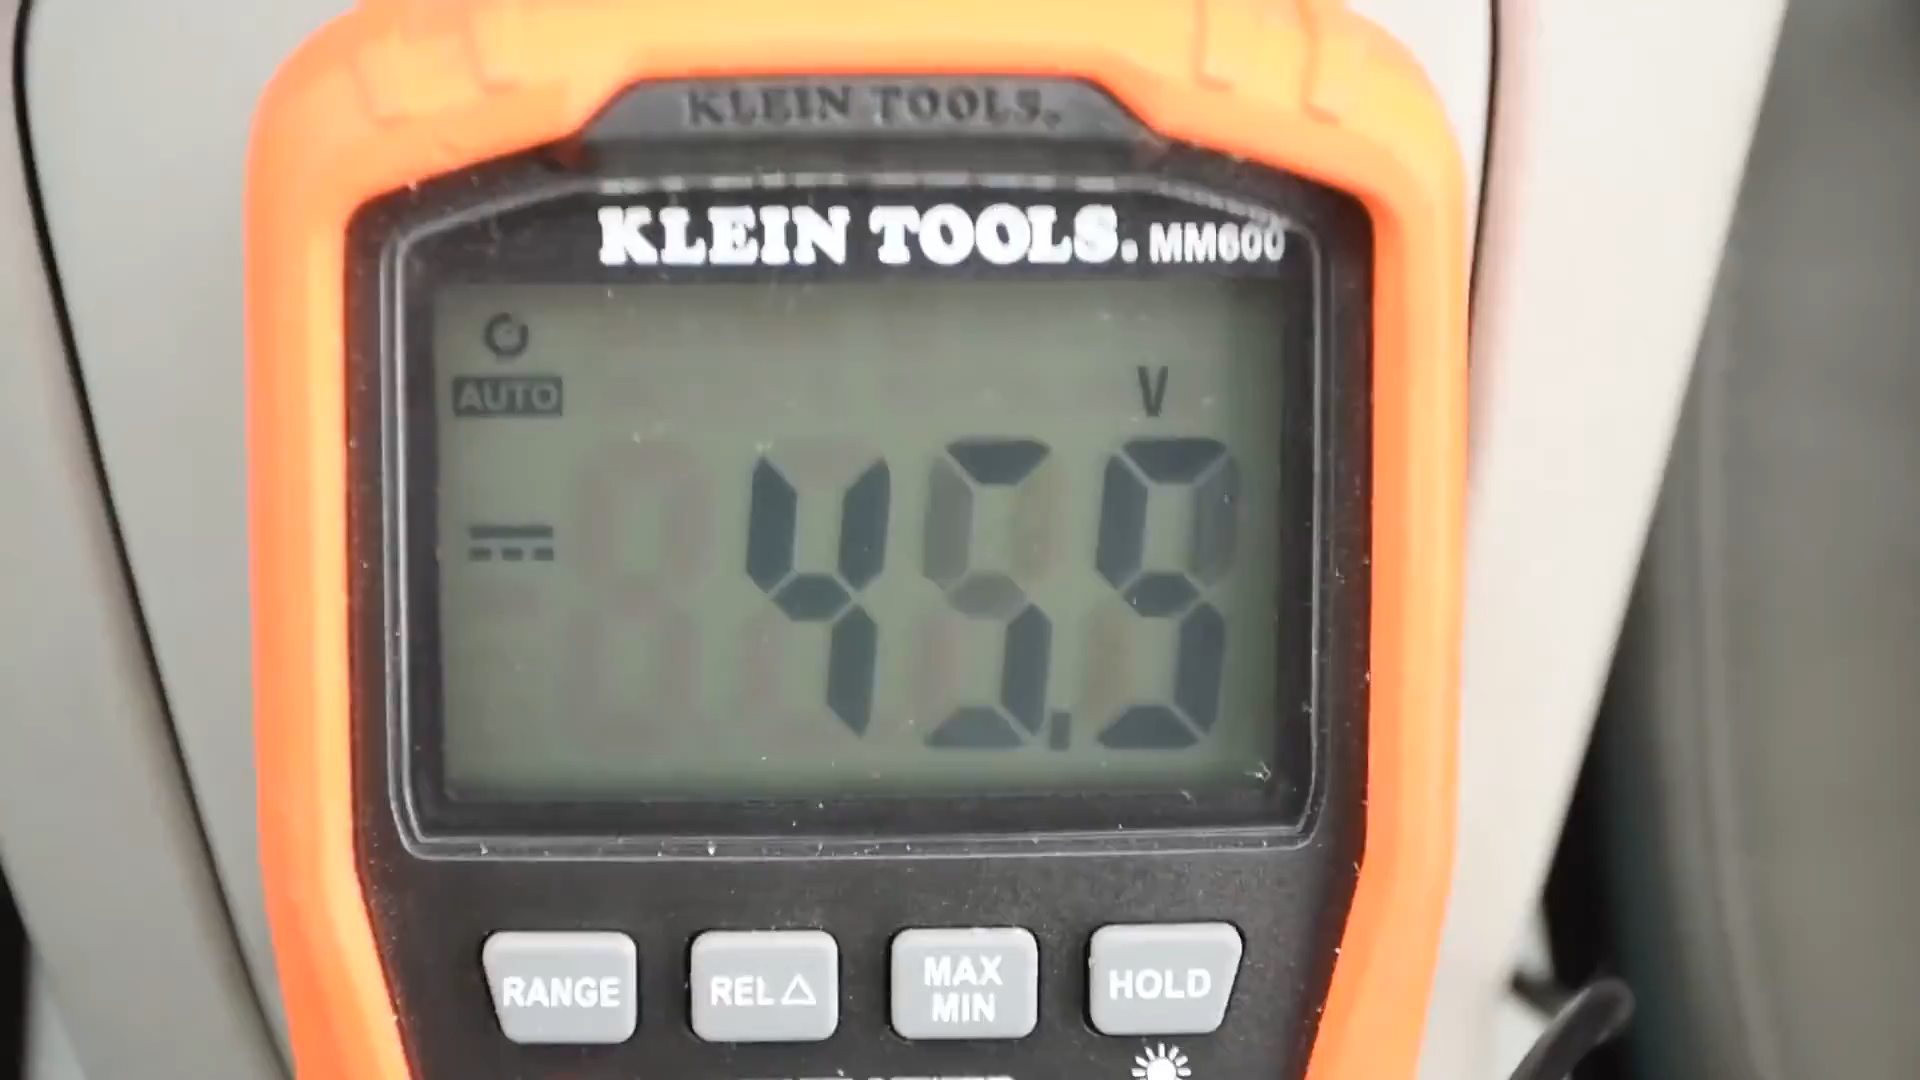 KLEIN TOOLS.
KLEIN TOOLS. MM600
AUTO
V
45.9
RANGE
REL △
MAX
MIN
HOLD